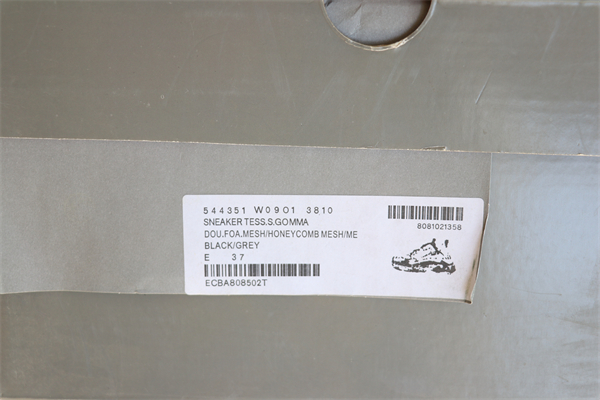 544351 W09O1 3810
SNEAKER TESS.S.GOMMA
DOU.FOA.MESH/HONEYCOMB MESH/ME
BLACK/GREY
E 37
ECBA808502T
8081021358